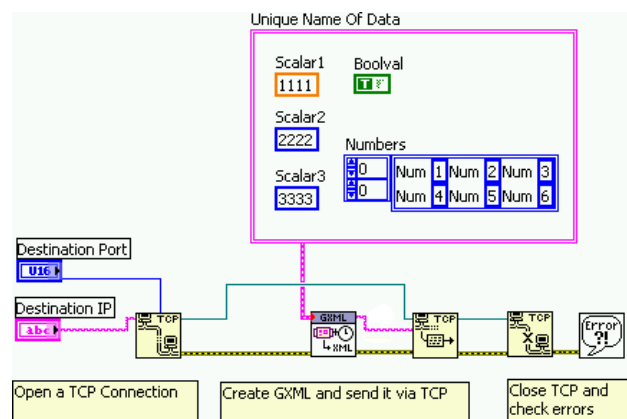 Unique Name Of Data
Scalar1
Boolval
1111
T
Scalar2
2222
Numbers
0
Num 1 Num 2 Num 3
Scalar3
0
Num 4 Num 5 Num 6
3333
Destination Port
U16
Destination IP
abc
TCP
GXML
XML
TCP
TCP
Error
?!
Open a TCP Connection
Create GXML and send it via TCP
Close TCP and
check errors